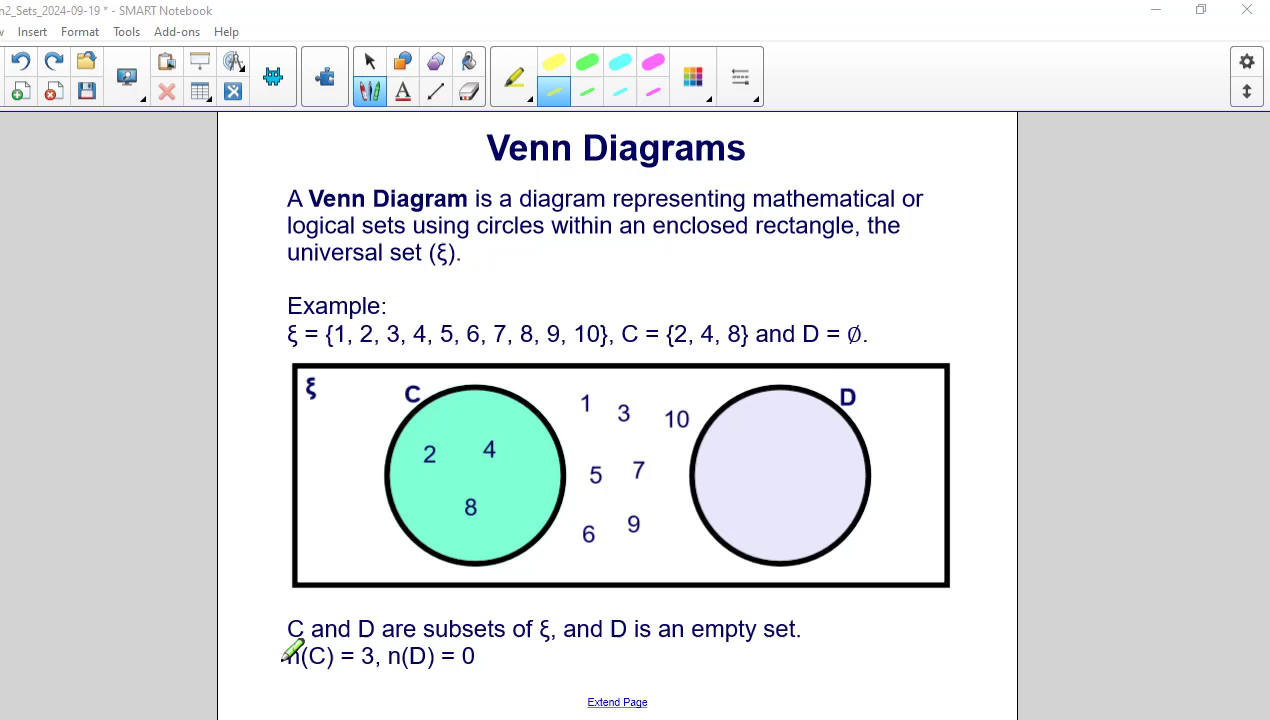 n2_Sets_2024-09-19 * - SMART Notebook
Insert Format Tools Add-ons Help
Venn Diagrams
A Venn Diagram is a diagram representing mathematical or
logical sets using circles within an enclosed rectangle, the
universal set (ξ).
Example:
ξ = {1, 2, 3, 4, 5, 6, 7, 8, 9, 10}, C = {2, 4, 8} and D = ∅.
ξ C 1 3 10 D
2 4 5 7
8 6 9
C and D are subsets of ξ, and D is an empty set.
n(C) = 3, n(D) = 0
Extend Page